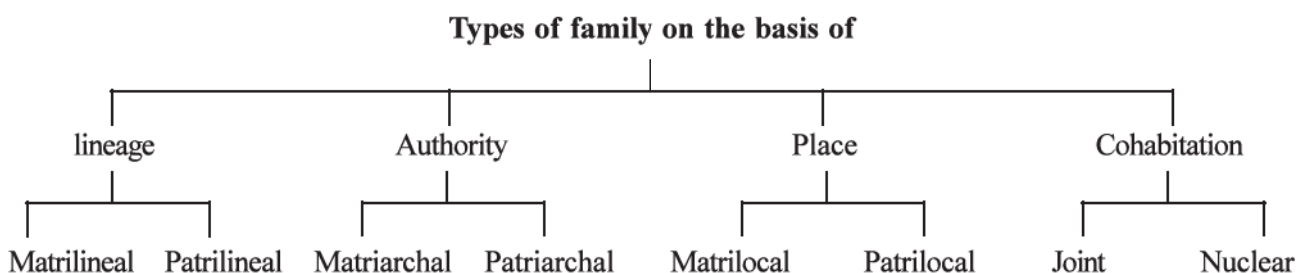 Types of family on the basis of
lineage Authority Place Cohabitation
Matrilineal Patrilineal Matriarchal Patriarchal Matrilocal Patrilocal Joint Nuclear